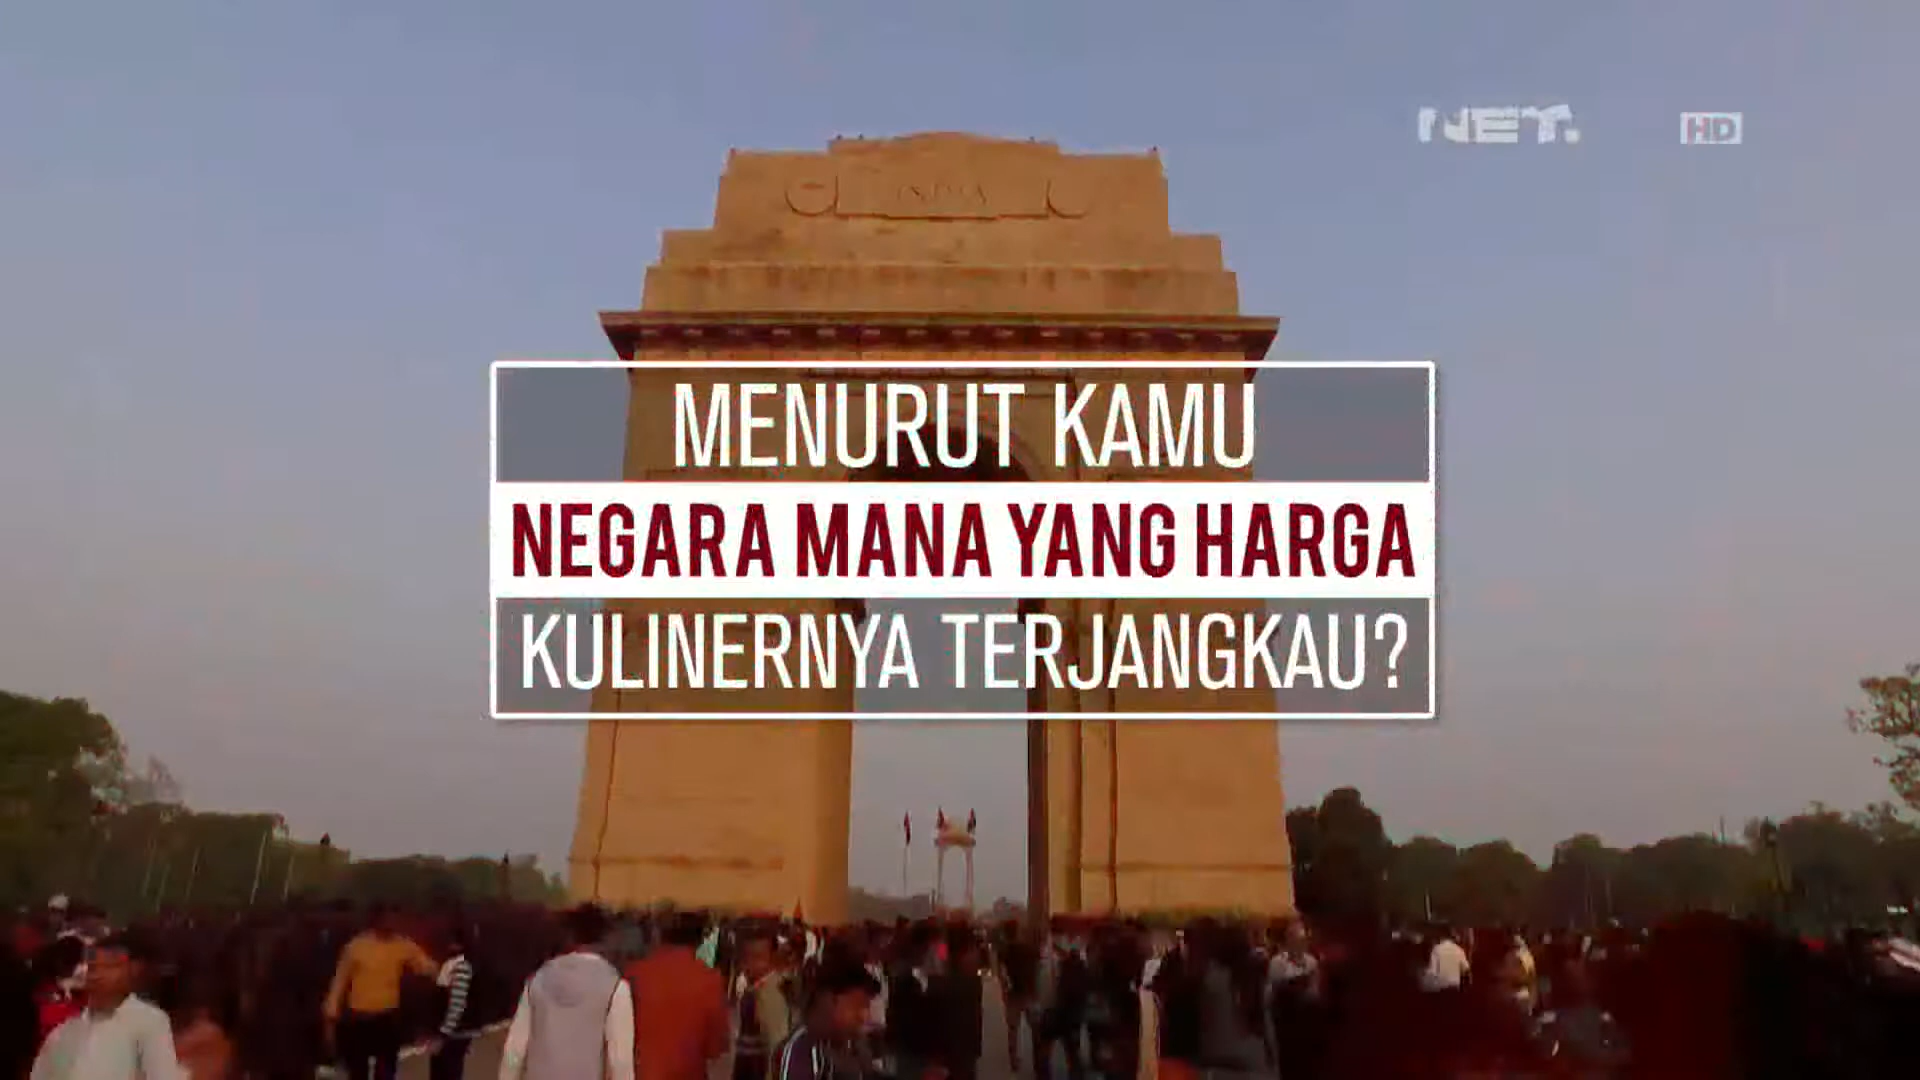 NET.
HD
INDIA
MENURUT KAMU
NEGARA MANA YANG HARGA
KULINERNYA TERJANGKAU?